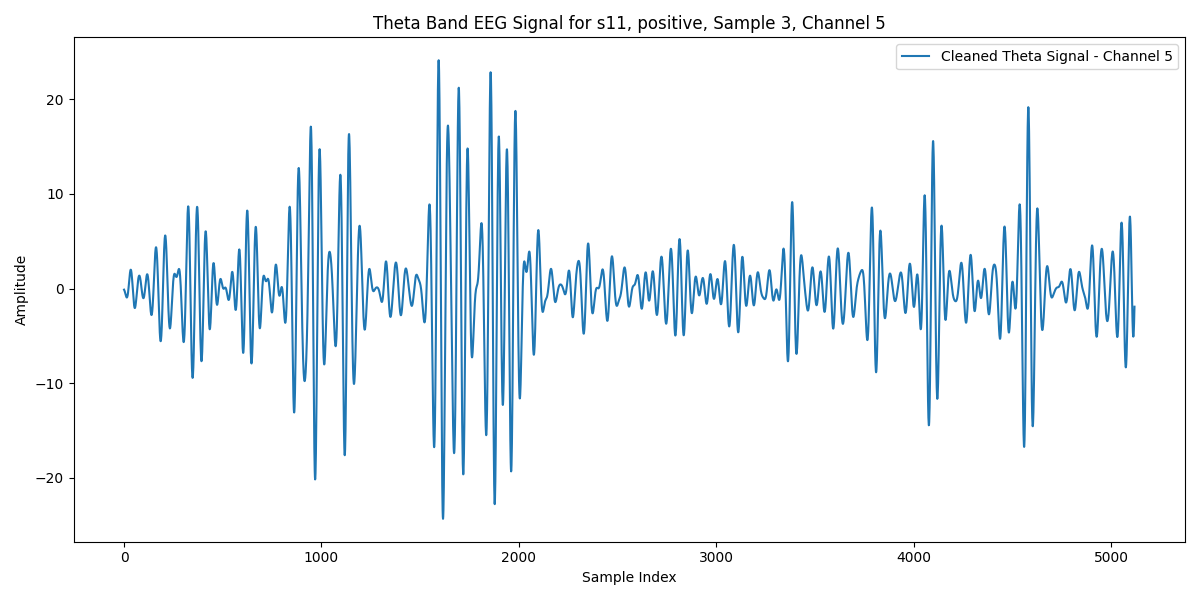 Theta Band EEG Signal for s11, positive, Sample 3, Channel 5
Cleaned Theta Signal - Channel 5
Amplitude
20
10
0
−10
−20
0 1000 2000 3000 4000 5000
Sample Index